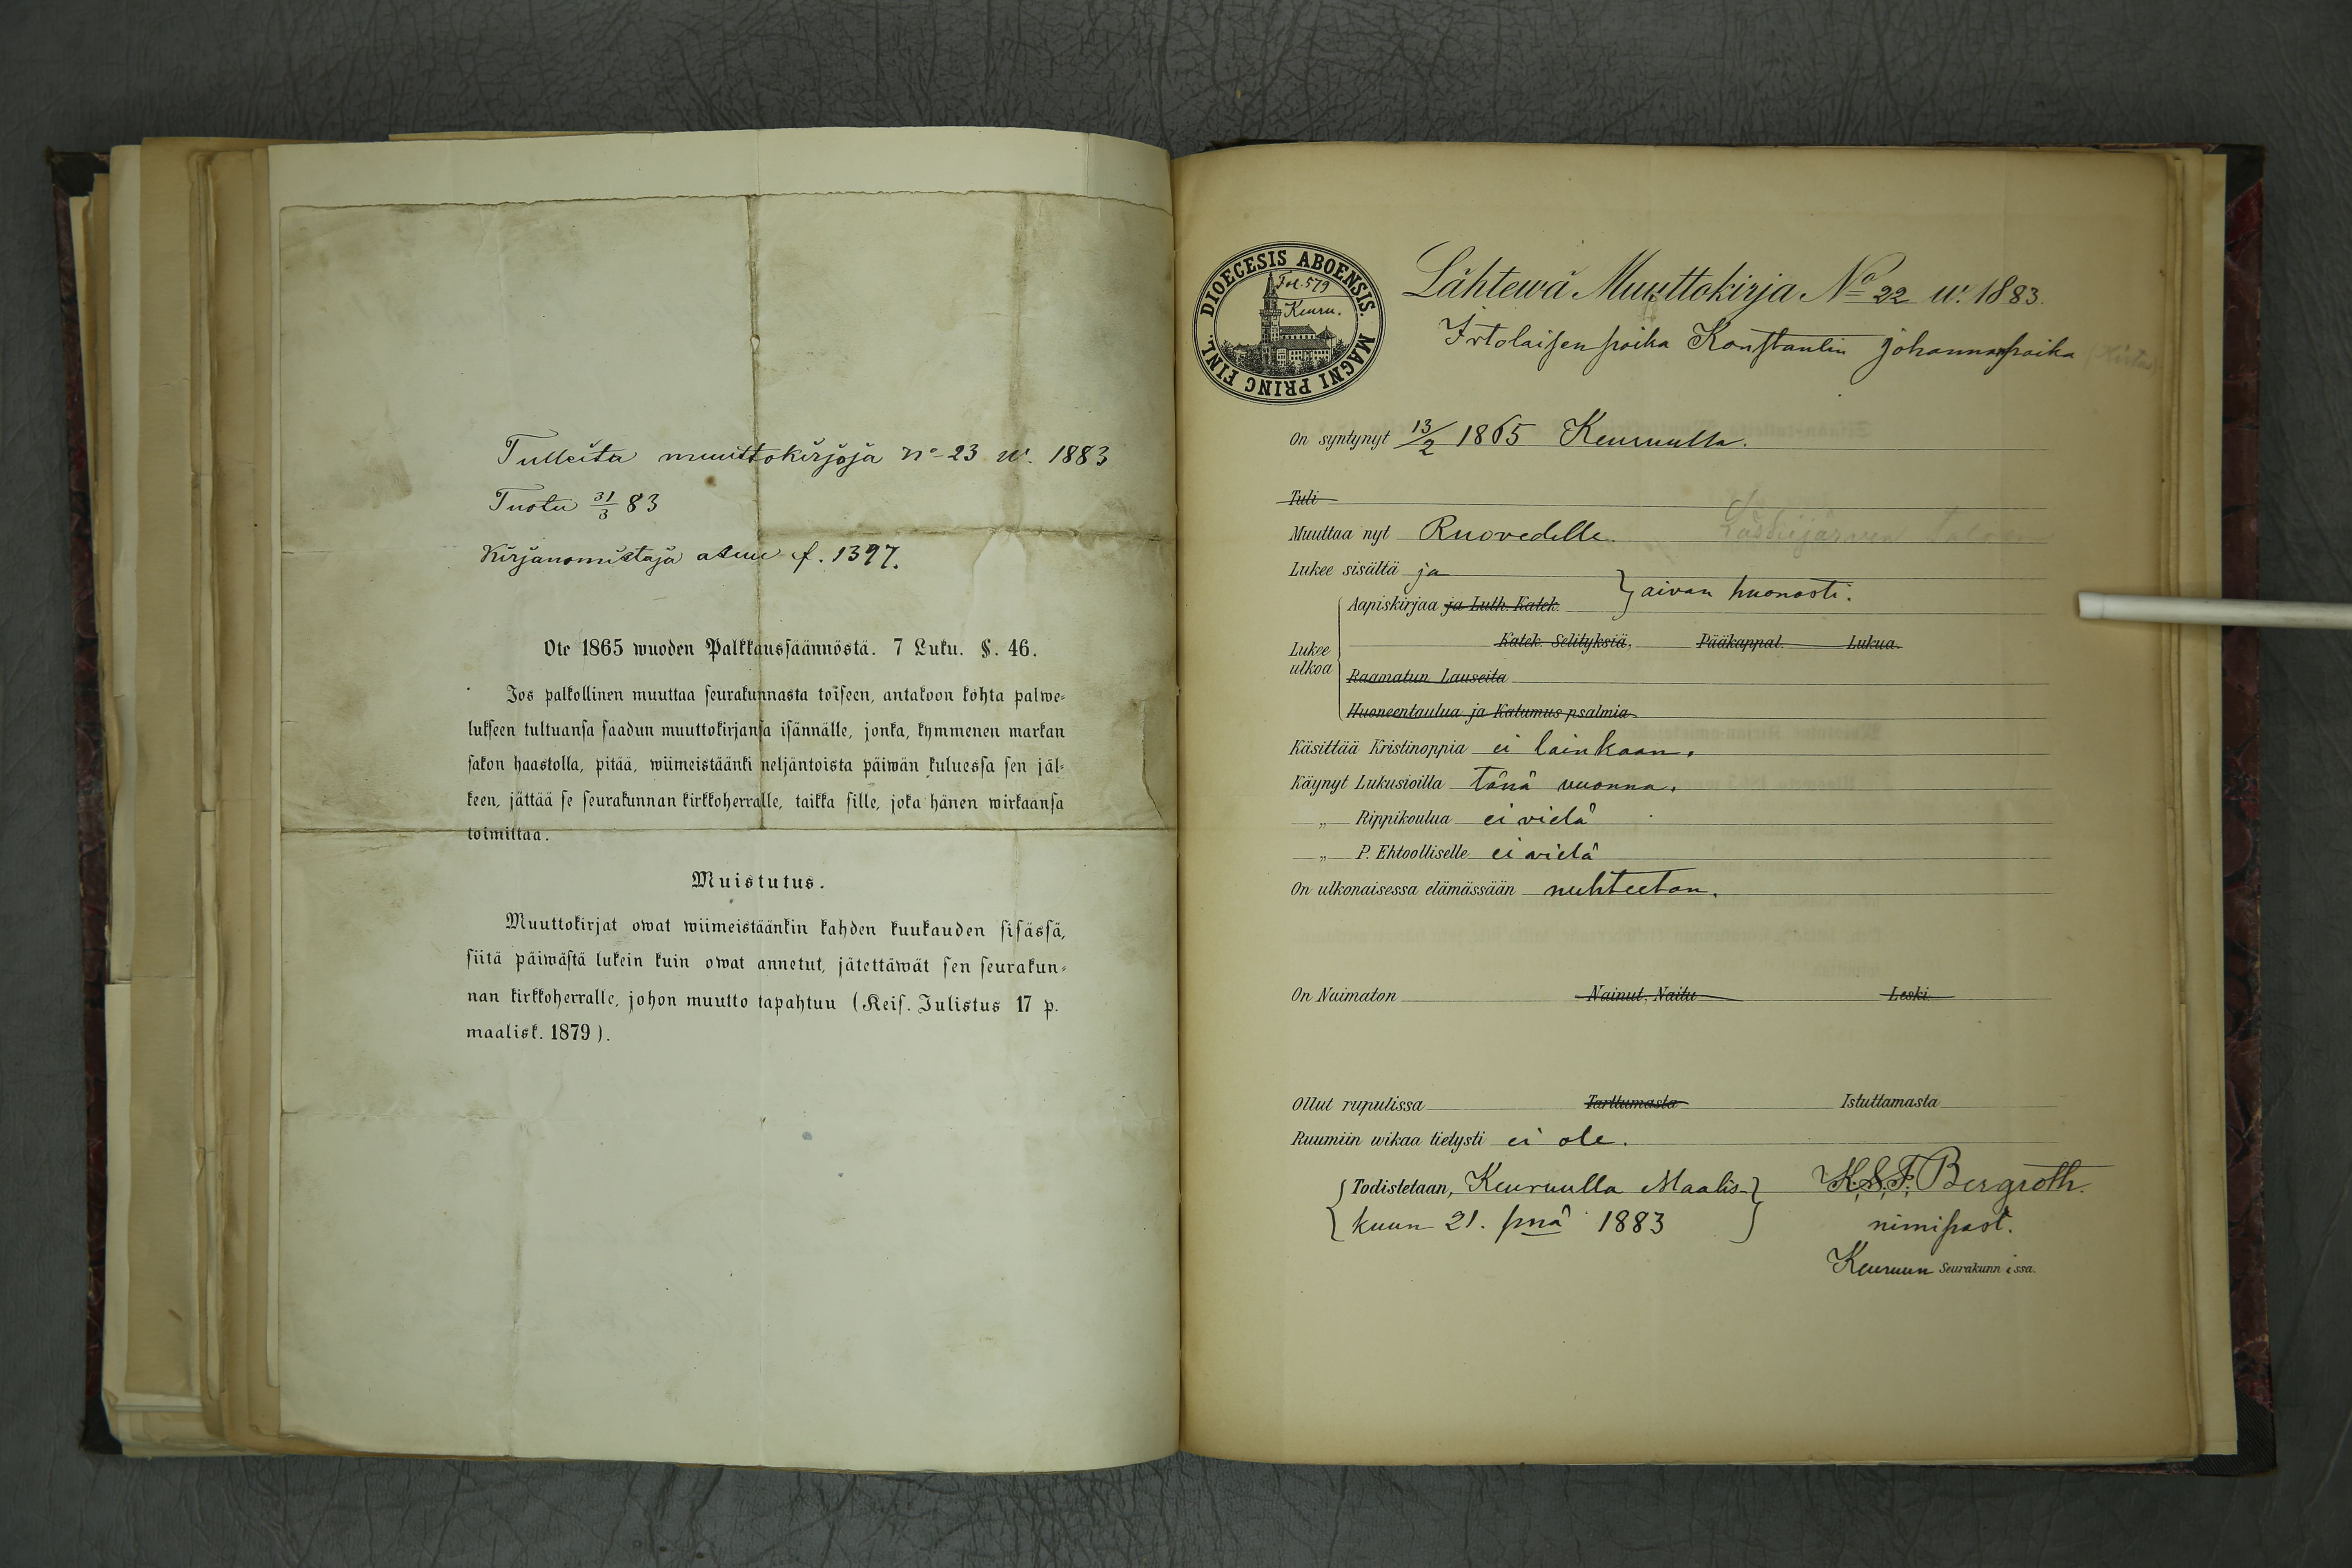 Tulleita muuttokirjoja no 23 w. 1883
Tuotu 31/3 83
Kirjanomistaja asuu f. 1397.
Ote 1865 wuoden Palkkaussäännöstä. 7 Luku. §. 46.
Jos palkollinen muuttaa seurakunnasta toiseen, antakoon kohta palwe-
lukseen tultuansa saadun muuttokirjansa isännälle, jonka, kymmenen markan
sakon haastolla, pitää, wiimeistäänki neljäntoista päiwän kuluessa sen jäl-
keen, jättää se seurakunnan kirkkoherralle, taikka sille, joka hänen wirkaansa
toimittaa.
Muistutus.
Muuttokirjat owat wiimeistäänkin kahden kuukauden sisässä,
siitä päiwästä lukein kuin owat annetut, jätettäwät sen seurakun-
nan kirkkoherralle, johon muutto tapahtuu (Keis. Julistus 17 p.
maalisk. 1879).
DIOECESIS ABOENSIS. MAGNI PRINC FINL.
Fol. 579
Keuru.
Lähtewä Muuttokirja No 22 w. 1883.
Irtolaisen poika Konstantin Johannanpoika
On syntynyt 13/2 1865 Keuruulla.
Tuli
Muuttaa nyt Ruovedelle.
Lukee sisältä ja
Aapiskirjaa ja Luth. Katek. } aivan huonosti.
Lukee ulkoa
Katek. Selityksiä, Pääkappal. Lukua.
Raamatun Lauseita
Huoneentaulua ja Katumus psalmia
Käsittää Kristinoppia ei lainkaan.
Käynyt Lukusioilla tänä vuonna.
„ Rippikoulua ei vielä
„ P. Ehtoolliselle ei vielä
On ulkonaisessa elämässään nuhteeton.
On Naimaton Nainut. Naitu Leski.
Ollut rupulissa Tarttumasta Istuttamasta
Ruumiin wikaa tietysti ei ole.
Todistetaan, Keuruulla Maalis- K.S.F. Bergroth.
kuun 21. pnä 1883 nimipast.
Keuruun Seurakunnissa.